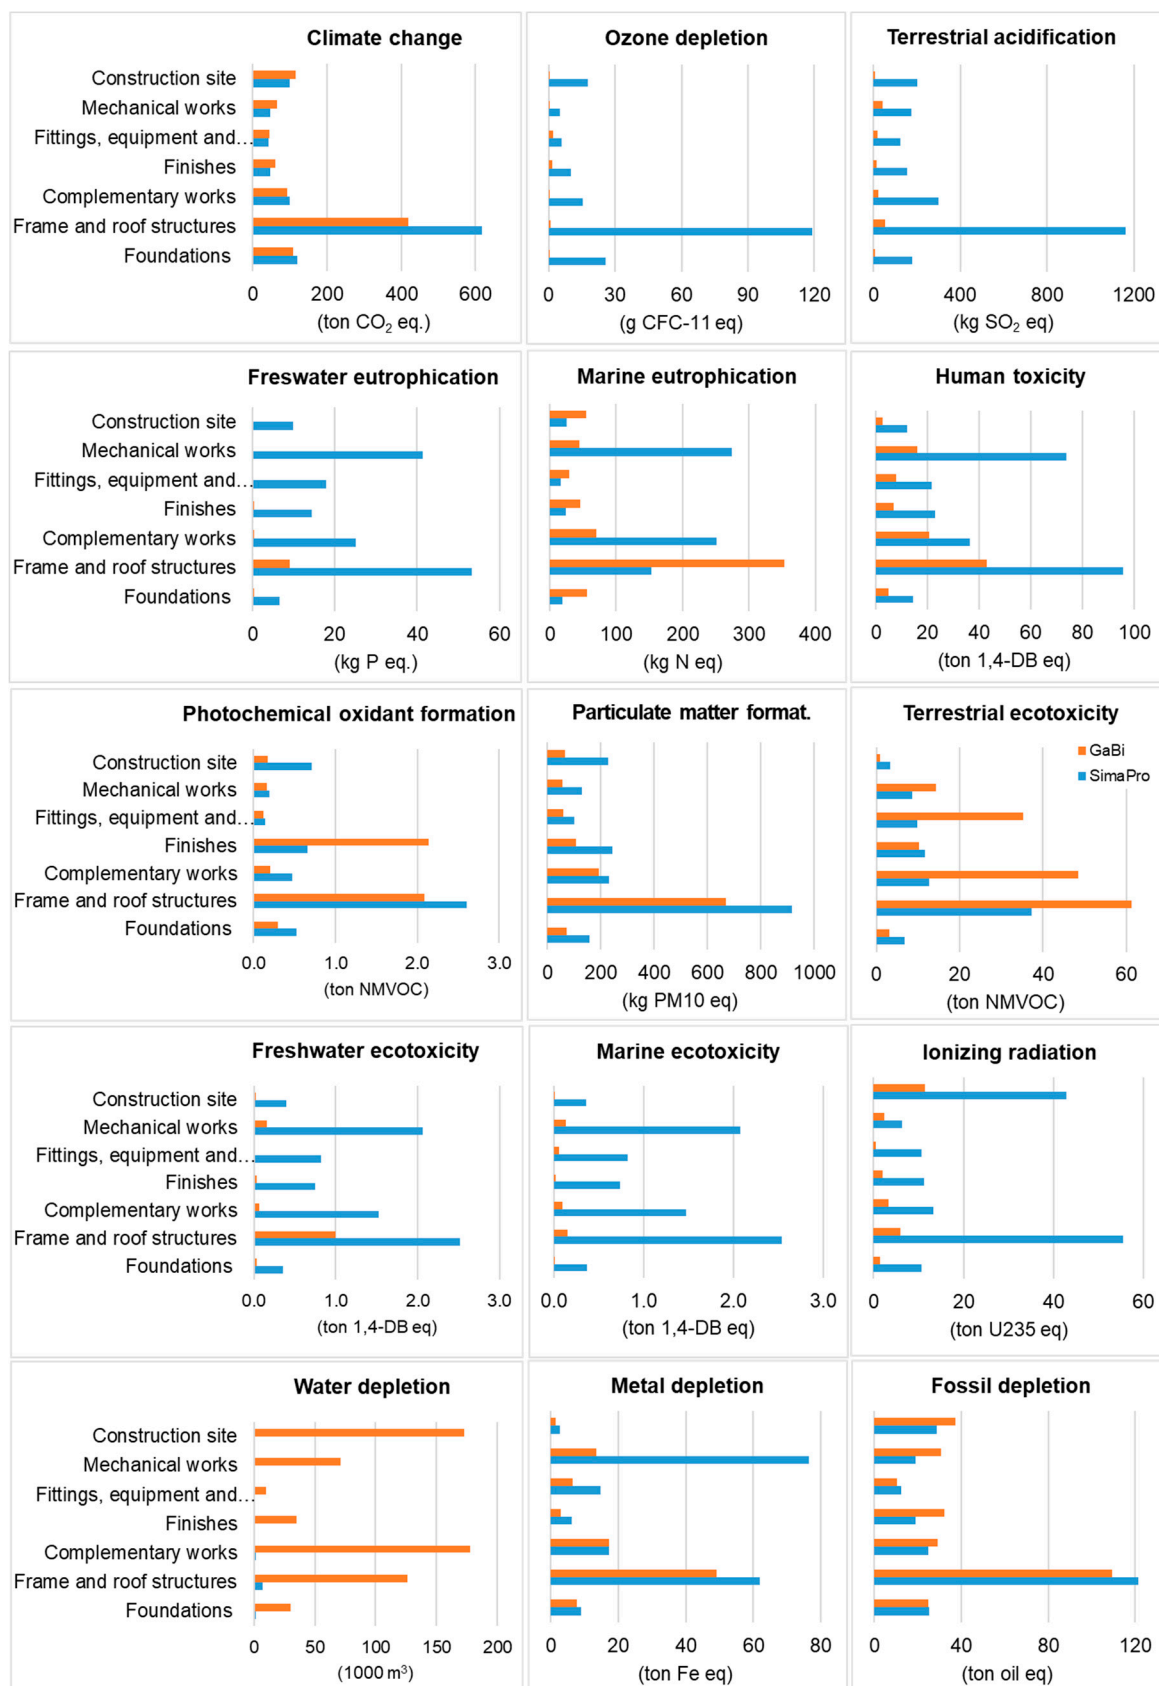 Climate change
Ozone depletion
Terrestrial acidification
Construction site
Mechanical works
Fittings, equipment and…
Finishes
Complementary works
Frame and roof structures
Foundations
0 200 400 600
(ton CO₂ eq.)
0 30 60 90 120
(g CFC-11 eq)
0 400 800 1200
(kg SO₂ eq)
Freswater eutrophication
Marine eutrophication
Human toxicity
Construction site
Mechanical works
Fittings, equipment and…
Finishes
Complementary works
Frame and roof structures
Foundations
0 20 40 60
(kg P eq.)
0 100 200 300 400
(kg N eq)
0 20 40 60 80 100
(ton 1,4-DB eq)
Photochemical oxidant formation
Particulate matter format.
Terrestrial ecotoxicity
GaBi
SimaPro
Construction site
Mechanical works
Fittings, equipment and…
Finishes
Complementary works
Frame and roof structures
Foundations
0.0 1.0 2.0 3.0
(ton NMVOC)
0 200 400 600 800 1000
(kg PM10 eq)
0 20 40 60
(ton NMVOC)
Freshwater ecotoxicity
Marine ecotoxicity
Ionizing radiation
Construction site
Mechanical works
Fittings, equipment and…
Finishes
Complementary works
Frame and roof structures
Foundations
0.0 1.0 2.0 3.0
(ton 1,4-DB eq)
0.0 1.0 2.0 3.0
(ton 1,4-DB eq)
0 20 40 60
(ton U235 eq)
Water depletion
Metal depletion
Fossil depletion
Construction site
Mechanical works
Fittings, equipment and…
Finishes
Complementary works
Frame and roof structures
Foundations
0 50 100 150 200
(1000 m³)
0 20 40 60 80
(ton Fe eq)
0 40 80 120
(ton oil eq)